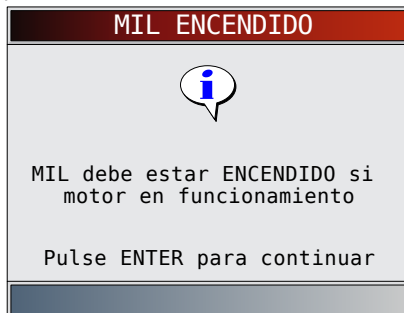 MIL ENCENDIDO
i
MIL debe estar ENCENDIDO si
motor en funcionamiento
Pulse ENTER para continuar